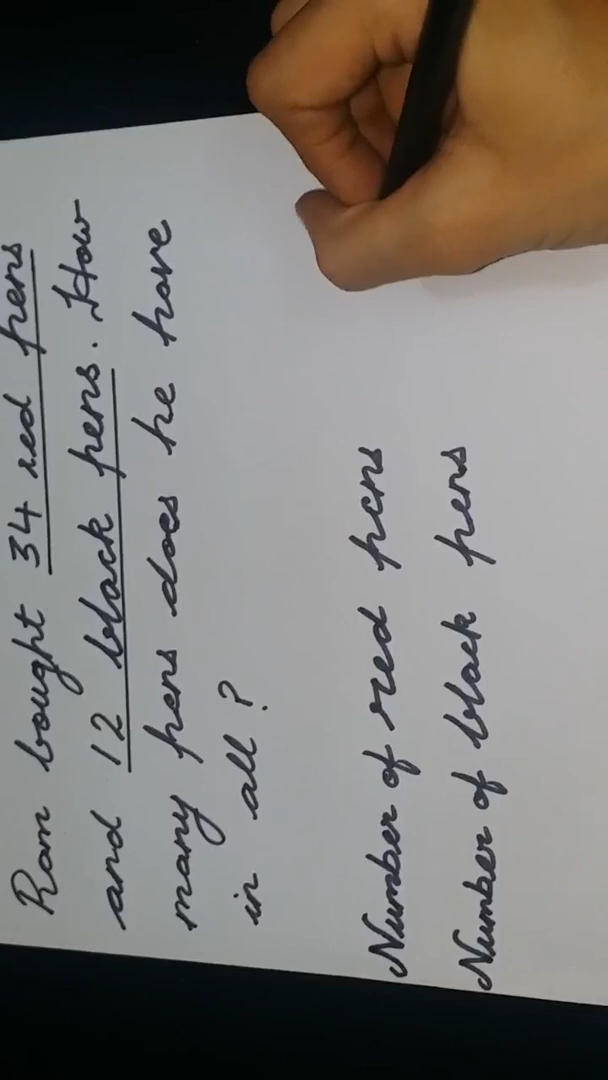 Ram bought 34 red pens
and 12 black pens. How
many pens does he have
in all?
Number of red pens
Number of black pens